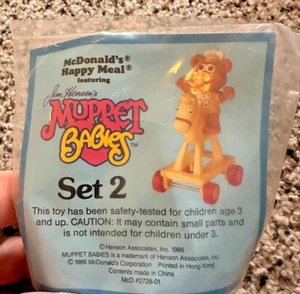 McDonald's®
Happy Meal®
featuring
Jim Henson's
MUPPET
BABIES™
Set 2
This toy has been safety-tested for children age 3
and up. CAUTION: It may contain small parts and
is not intended for children under 3.
©Henson Associates, Inc. 1986
MUPPET BABIES is a trademark of Henson Associates, Inc.
© 1986 McDonald's Corporation Printed in Hong Kong
Contents made in China
McD #2728-01